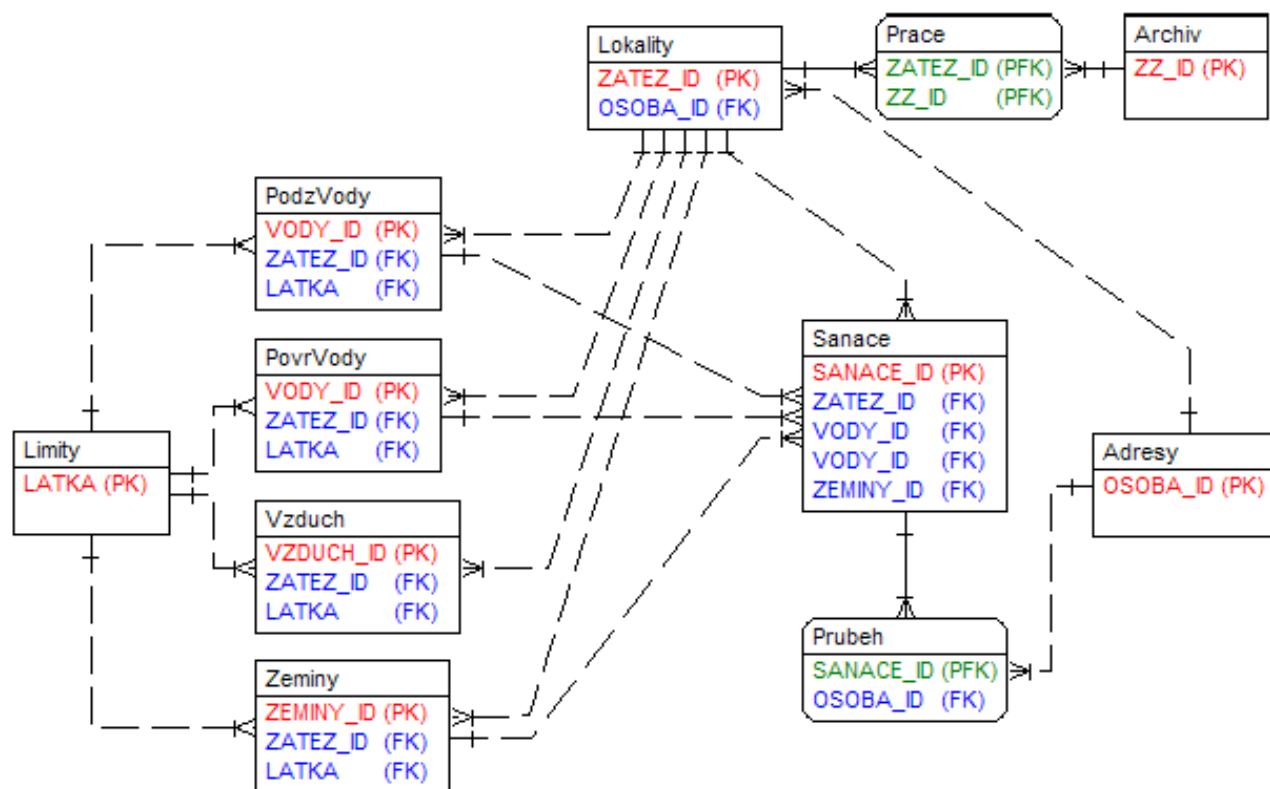 Lokality
ZATEZ_ID (PK)
OSOBA_ID (FK)
Prace
ZATEZ_ID (PFK)
ZZ_ID (PFK)
Archiv
ZZ_ID (PK)
PodzVody
VODY_ID (PK)
ZATEZ_ID (FK)
LATKA (FK)
PovrVody
VODY_ID (PK)
ZATEZ_ID (FK)
LATKA (FK)
Sanace
SANACE_ID (PK)
ZATEZ_ID (FK)
VODY_ID (FK)
VODY_ID (FK)
ZEMINY_ID (FK)
Limity
LATKA (PK)
Adresy
OSOBA_ID (PK)
Vzduch
VZDUCH_ID (PK)
ZATEZ_ID (FK)
LATKA (FK)
Prubeh
SANACE_ID (PFK)
OSOBA_ID (FK)
Zeminy
ZEMINY_ID (PK)
ZATEZ_ID (FK)
LATKA (FK)